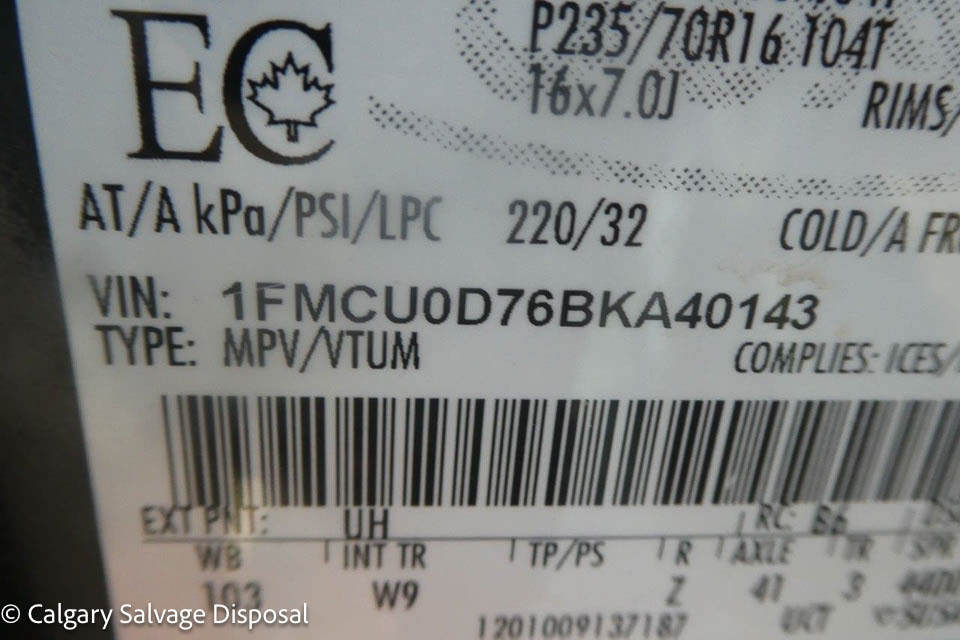 EC
P235/70R16 104T
16x7.0J
RIMS/
AT/A kPa/PSI/LPC 220/32 COLD/A FR
VIN: 1FMCU0D76BKA40143
TYPE: MPV/VTUM COMPLIES: ICES/
EXT PNT: UH RC: B6
WB INT TR TP/PS R AXLE TR SPR
103 W9 Z 41 3
1201009137187
© Calgary Salvage Disposal